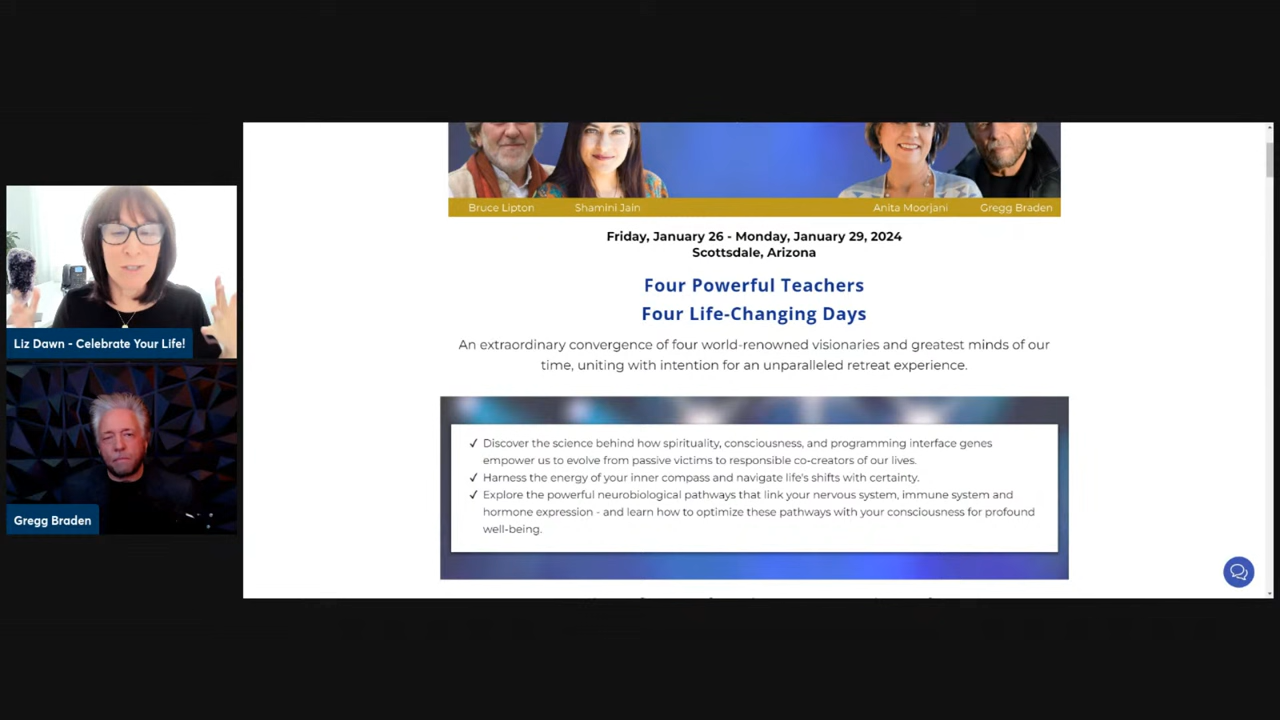 Bruce Lipton Shamini Jain Anita Moorjani Gregg Braden
Friday, January 26 - Monday, January 29, 2024
Scottsdale, Arizona
Four Powerful Teachers
Four Life-Changing Days
An extraordinary convergence of four world-renowned visionaries and greatest minds of our
time, uniting with intention for an unparalleled retreat experience.
✓ Discover the science behind how spirituality, consciousness, and programming interface genes
empower us to evolve from passive victims to responsible co-creators of our lives.
✓ Harness the energy of your inner compass and navigate life's shifts with certainty.
✓ Explore the powerful neurobiological pathways that link your nervous system, immune system and
hormone expression - and learn how to optimize these pathways with your consciousness for profound
well-being.
Liz Dawn - Celebrate Your Life!
Gregg Braden